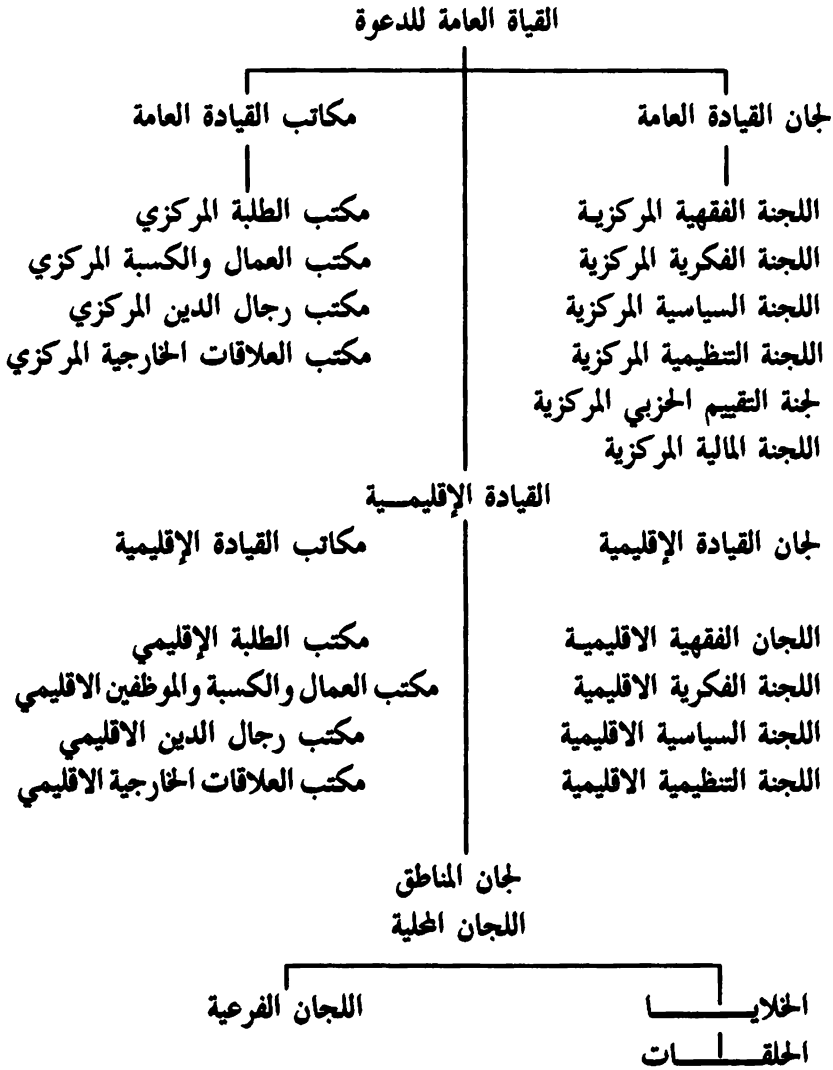 القياة العامة للدعوة
لجان القيادة العامة
مكاتب القيادة العامة
اللجنة الفقهية المركزية
اللجنة الفكرية المركزية
اللجنة السياسية المركزية
اللجنة التنظيمية المركزية
لجنة التقييم الحزبي المركزية
اللجنة المالية المركزية
مكتب الطلبة المركزي
مكتب العمال والكسبة المركزي
مكتب رجال الدين المركزي
مكتب العلاقات الخارجية المركزي
القيادة الإقليمـــية
لجان القيادة الإقليمية
مكاتب القيادة الإقليمية
اللجان الفقهية الاقليمية
اللجنة الفكرية الاقليمية
اللجنة السياسية الاقليمية
اللجنة التنظيمية الاقليمية
مكتب الطلبة الإقليمي
مكتب العمال والكسبة والموظفين الاقليمي
مكتب رجال الدين الاقليمي
مكتب العلاقات الخارجية الاقليمي
لجان المناطق
اللجان المحلية
الخلايـــــا
الحلقـــــات
اللجان الفرعية